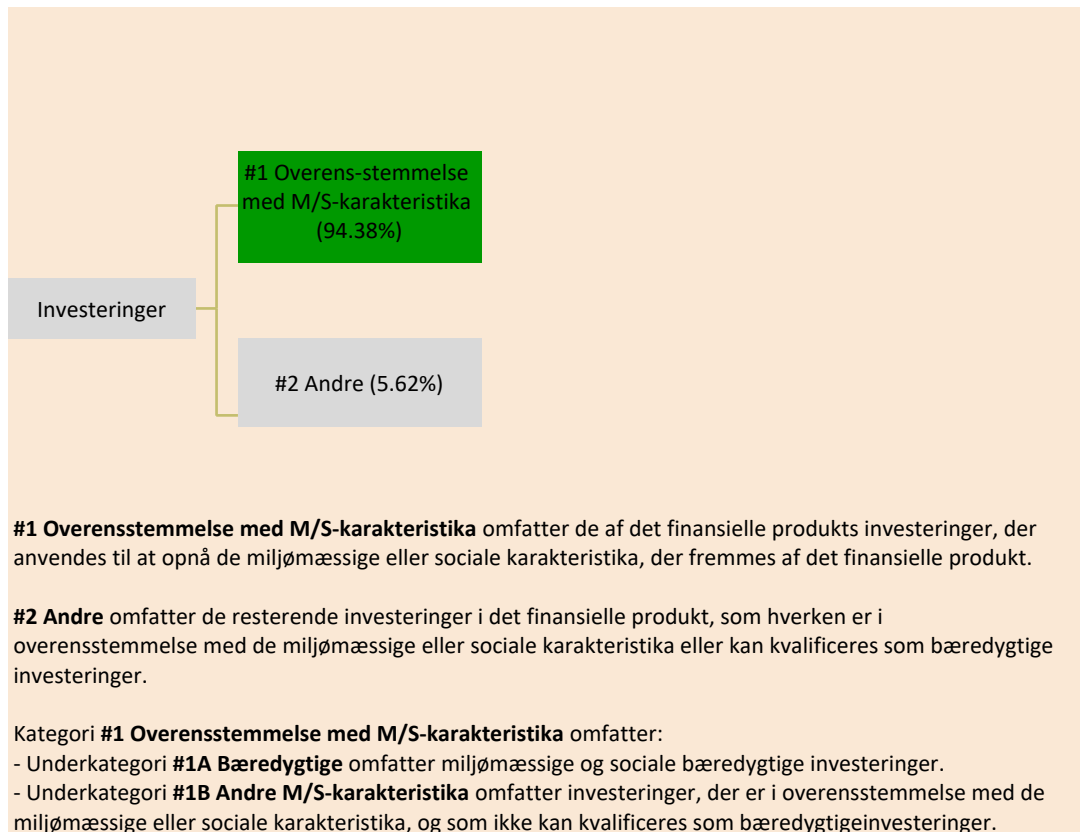 #1 Overens-stemmelse
med M/S-karakteristika
(94.38%)
Investeringer
#2 Andre (5.62%)
#1 Overensstemmelse med M/S-karakteristika omfatter de af det finansielle produkts investeringer, der
anvendes til at opnå de miljømæssige eller sociale karakteristika, der fremmes af det finansielle produkt.
#2 Andre omfatter de resterende investeringer i det finansielle produkt, som hverken er i
overensstemmelse med de miljømæssige eller sociale karakteristika eller kan kvalificeres som bæredygtige
investeringer.
Kategori #1 Overensstemmelse med M/S-karakteristika omfatter:
- Underkategori #1A Bæredygtige omfatter miljømæssige og sociale bæredygtige investeringer.
- Underkategori #1B Andre M/S-karakteristika omfatter investeringer, der er i overensstemmelse med de
miljømæssige eller sociale karakteristika, og som ikke kan kvalificeres som bæredygtigeinvesteringer.